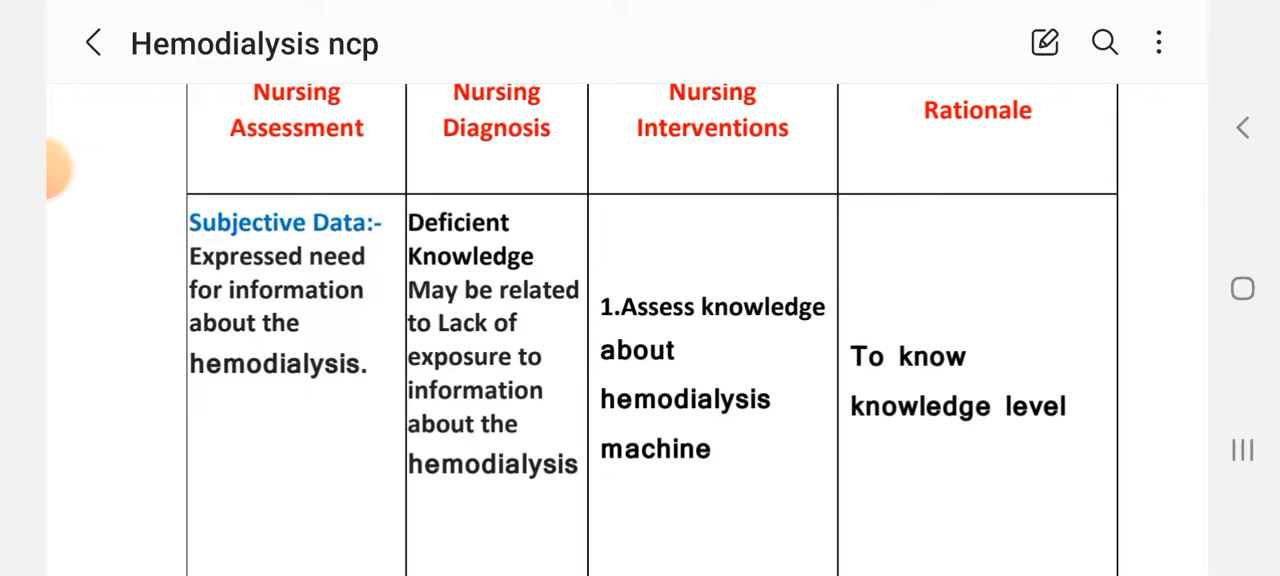 Hemodialysis ncp
Nursing
Assessment
Nursing
Diagnosis
Nursing
Interventions
Rationale
Subjective Data:-
Expressed need
for information
about the
hemodialysis.
Deficient
Knowledge
May be related
to Lack of
exposure to
information
about the
hemodialysis
1.Assess knowledge
about
hemodialysis
machine
To know
knowledge level